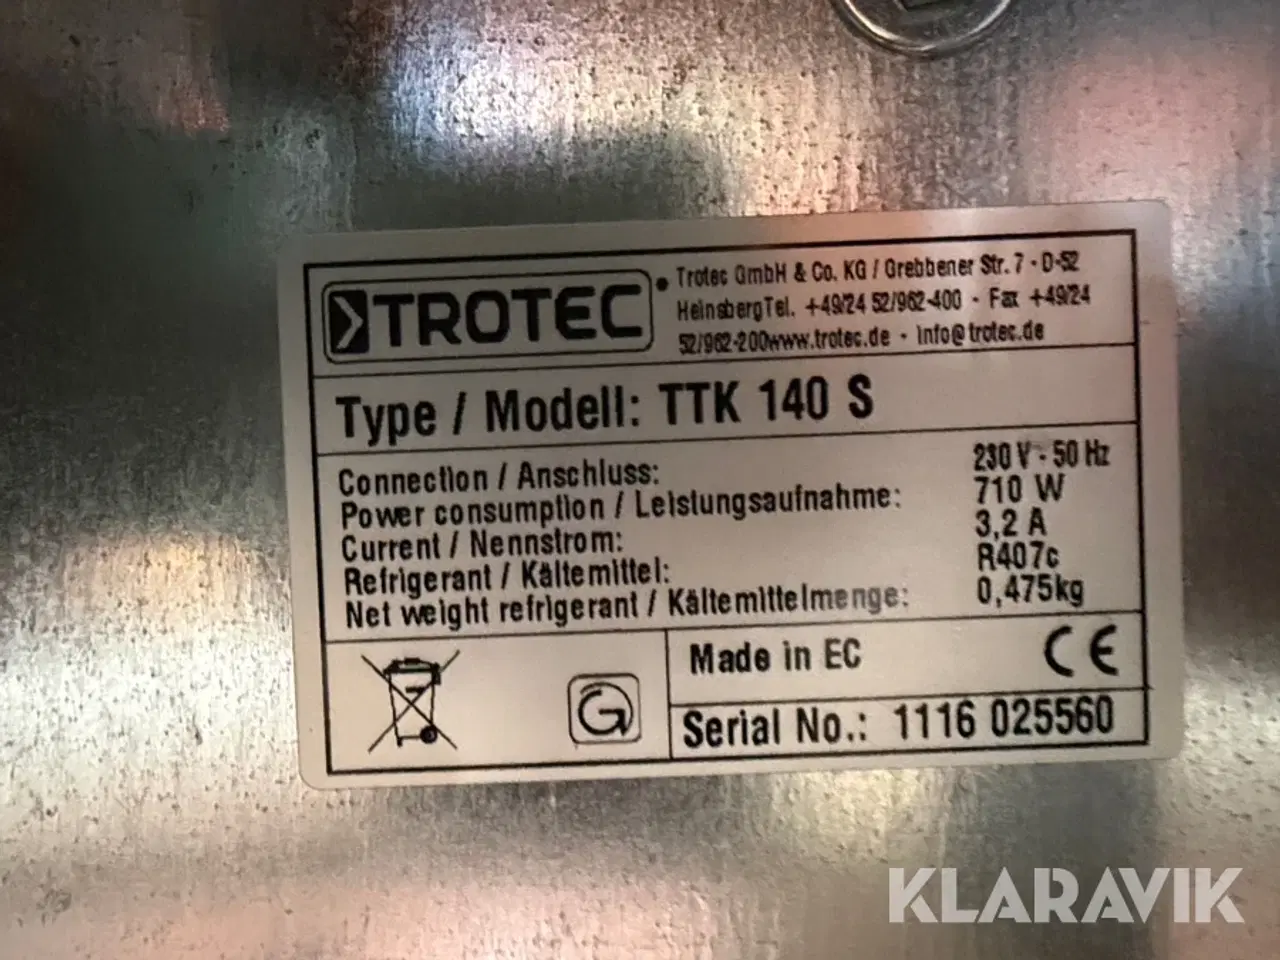 TROTEC
Trotec GmbH & Co. KG / Grebbener Str. 7 · D-52
Heinsberg Tel. +49/24 52/962-400 · Fax +49/24
52/962-200www.trotec.de · info@trotec.de
Type / Modell: TTK 140 S
Connection / Anschluss: 230 V - 50 Hz
Power consumption / Leistungsaufnahme: 710 W
Current / Nennstrom: 3,2 A
Refrigerant / Kältemittel: R407c
Net weight refrigerant / Kältemittelmenge: 0,475kg
Made in EC CE
G
Serial No.: 1116 025560
KLARAVIK